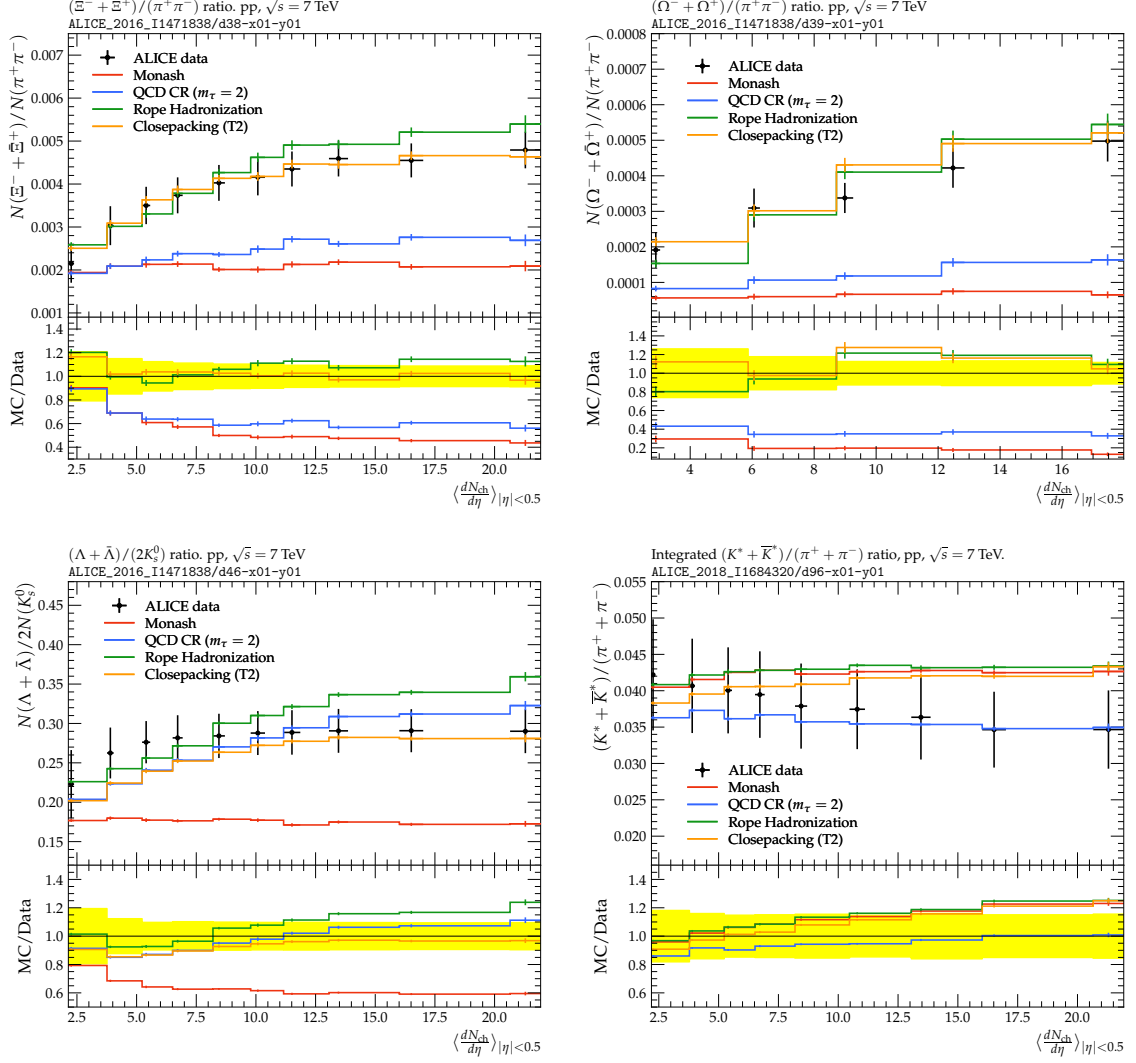 (Ξ⁻ + Ξ⁺)/(π⁺π⁻) ratio. pp, √s = 7 TeV
ALICE_2016_I1471838/d38-x01-y01
N(Ξ⁻ + Ξ̄⁺)/N(π⁺π⁻)
0.007
0.006
0.005
0.004
0.003
0.002
0.001
ALICE data
Monash
QCD CR (m_τ = 2)
Rope Hadronization
Closepacking (T2)
MC/Data
1.4
1.2
1.0
0.8
0.6
0.4
2.5 5.0 7.5 10.0 12.5 15.0 17.5 20.0
⟨dN_ch/dη⟩_|η|<0.5
(Ω⁻ + Ω⁺)/(π⁺π⁻) ratio. pp, √s = 7 TeV
ALICE_2016_I1471838/d39-x01-y01
N(Ω⁻ + Ω̄⁺)/N(π⁺π⁻)
0.0008
0.0007
0.0006
0.0005
0.0004
0.0003
0.0002
0.0001
ALICE data
Monash
QCD CR (m_τ = 2)
Rope Hadronization
Closepacking (T2)
MC/Data
1.4
1.2
1.0
0.8
0.6
0.4
0.2
4 6 8 10 12 14 16
⟨dN_ch/dη⟩_|η|<0.5
(Λ + Λ̄)/(2K_s⁰) ratio. pp, √s = 7 TeV
ALICE_2016_I1471838/d46-x01-y01
N(Λ + Λ̄)/2N(K_s⁰)
0.45
0.40
0.35
0.30
0.25
0.20
0.15
ALICE data
Monash
QCD CR (m_τ = 2)
Rope Hadronization
Closepacking (T2)
MC/Data
1.4
1.2
1.0
0.8
0.6
2.5 5.0 7.5 10.0 12.5 15.0 17.5 20.0
⟨dN_ch/dη⟩_|η|<0.5
Integrated (K* + K̄*)/(π⁺ + π⁻) ratio, pp, √s = 7 TeV.
ALICE_2018_I1684320/d96-x01-y01
(K* + K̄*)/(π⁺ + π⁻)
0.055
0.050
0.045
0.040
0.035
0.030
0.025
0.020
ALICE data
Monash
QCD CR (m_τ = 2)
Rope Hadronization
Closepacking (T2)
MC/Data
1.4
1.2
1.0
0.8
0.6
2.5 5.0 7.5 10.0 12.5 15.0 17.5 20.0
⟨dN_ch/dη⟩_|η|<0.5